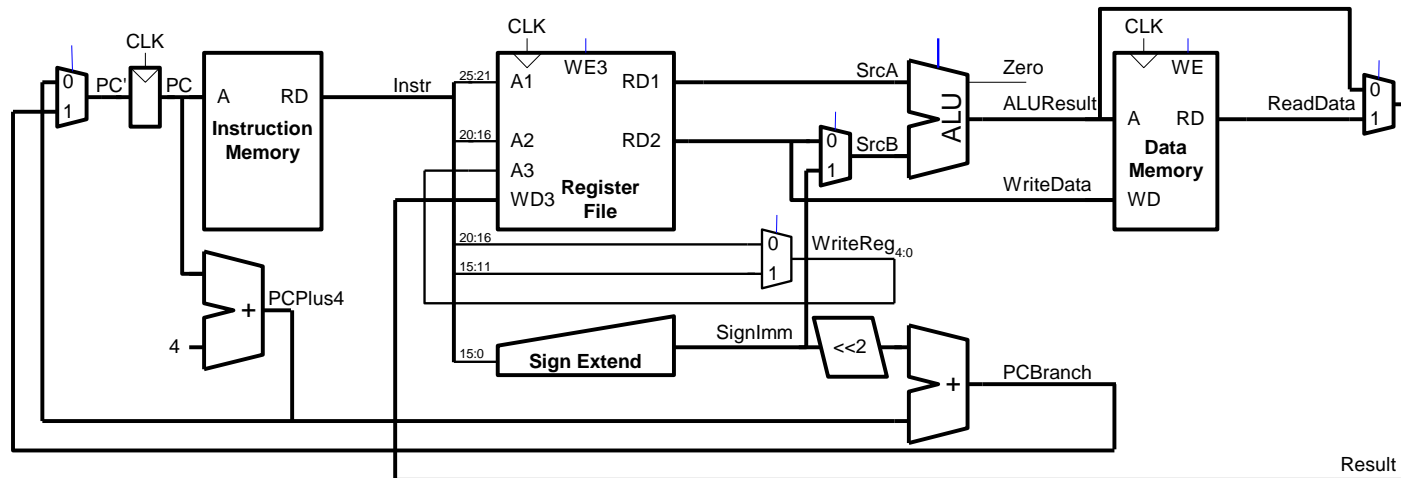 CLK
CLK
CLK
0
1
PC'
PC
A
RD
Instruction
Memory
Instr
25:21
A1
WE3
RD1
20:16
A2
RD2
A3
WD3
Register
File
SrcA
0
1
SrcB
ALU
Zero
ALUResult
WE
A
RD
Data
Memory
WD
WriteData
ReadData
0
1
20:16
15:11
0
1
WriteReg4:0
+
PCPlus4
4
15:0
Sign Extend
SignImm
<<2
+
PCBranch
Result